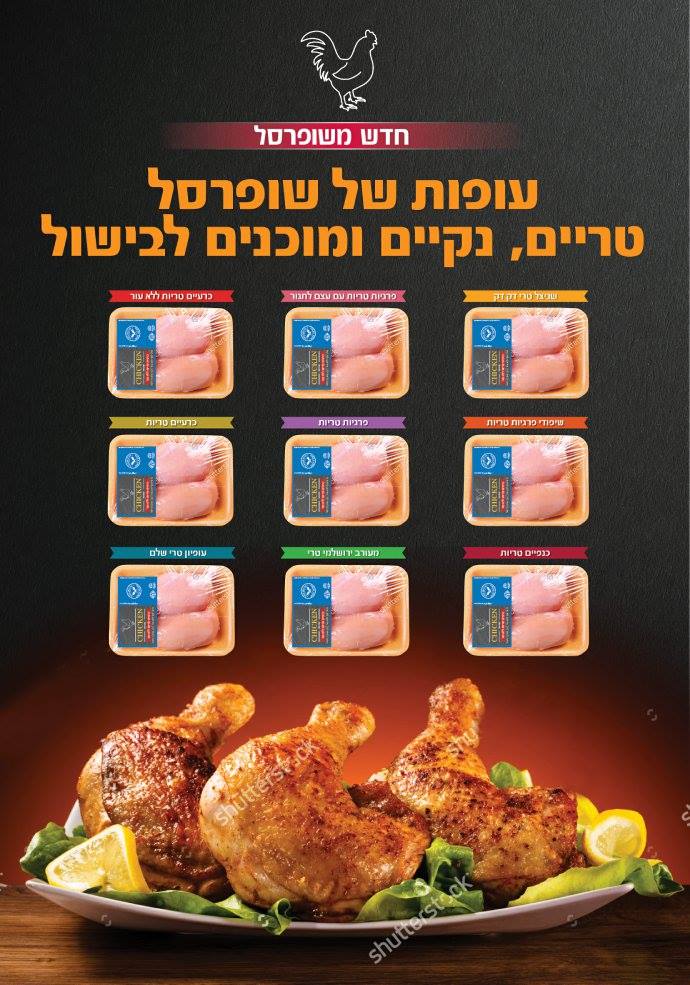 חדש משופרסל
עופות של שופרסל
טריים, נקיים ומוכנים לבישול
שניצל טרי דק דק
פרגיות טריות עם עצם לתנור
כרעיים טריות ללא עור
CHICKEN
CHICKEN
CHICKEN
שיפודי פרגיות טריות
פרגיות טריות
כרעיים טריות
CHICKEN
CHICKEN
CHICKEN
כנפיים טריות
מעורב ירושלמי טרי
עופיון טרי שלם
CHICKEN
CHICKEN
CHICKEN
shutterstock
shutterstock